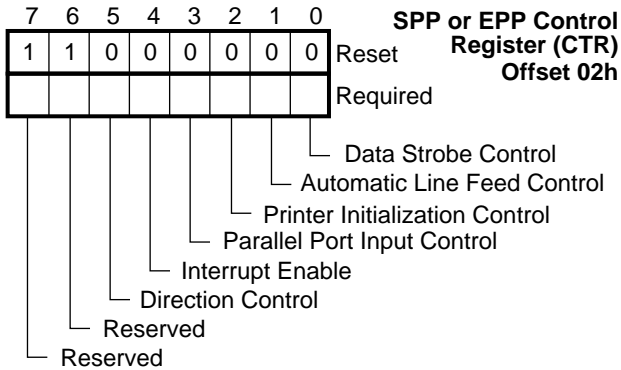 7 6 5 4 3 2 1 0
SPP or EPP Control
Register (CTR)
Offset 02h
1 1 0 0 0 0 0 0 Reset
Required
Data Strobe Control
Automatic Line Feed Control
Printer Initialization Control
Parallel Port Input Control
Interrupt Enable
Direction Control
Reserved
Reserved